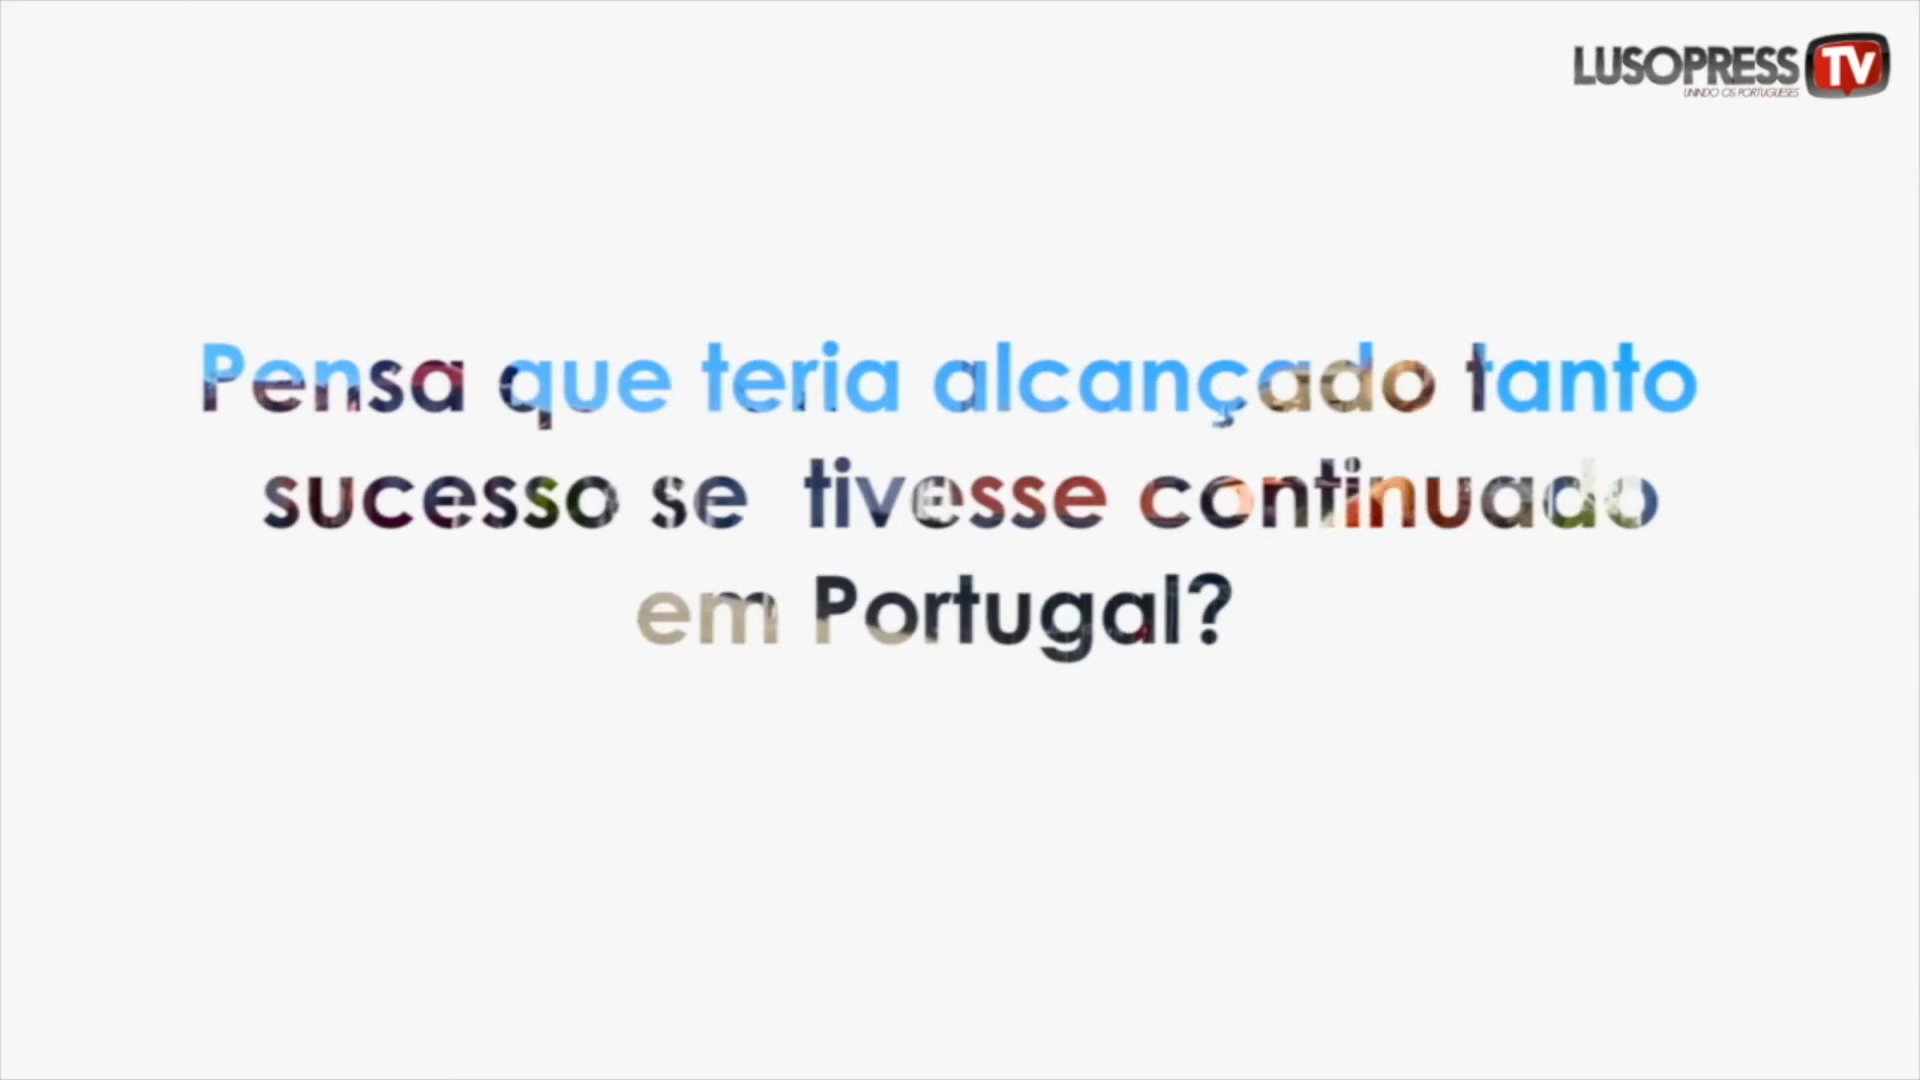 LUSOPRESS TV
UNINDO OS PORTUGUESES
Pensa que teria alcançado tanto
sucesso se tivesse continuado
em Portugal?